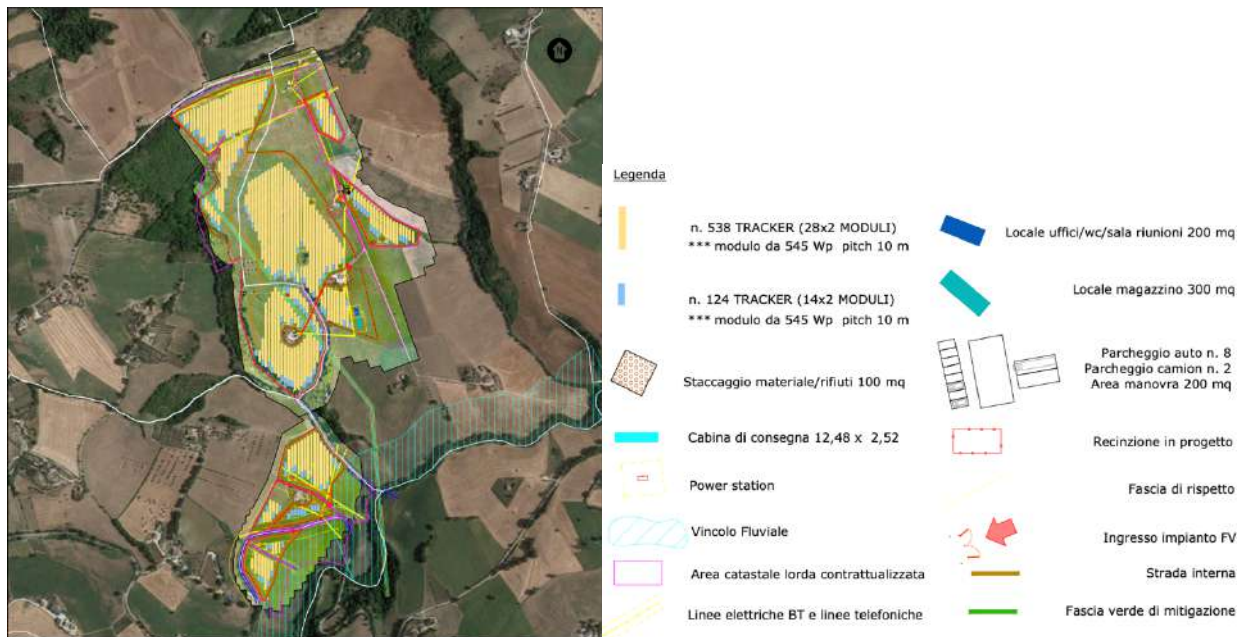 Legenda
n. 538 TRACKER (28x2 MODULI)
*** modulo da 545 Wp pitch 10 m
n. 124 TRACKER (14x2 MODULI)
*** modulo da 545 Wp pitch 10 m
Staccaggio materiale/rifiuti 100 mq
Cabina di consegna 12,48 x 2,52
Power station
Vincolo Fluviale
Area catastale lorda contrattualizzata
Linee elettriche BT e linee telefoniche
Locale uffici/wc/sala riunioni 200 mq
Locale magazzino 300 mq
Parcheggio auto n. 8
Parcheggio camion n. 2
Area manovra 200 mq
Recinzione in progetto
Fascia di rispetto
Ingresso impianto FV
Strada interna
Fascia verde di mitigazione